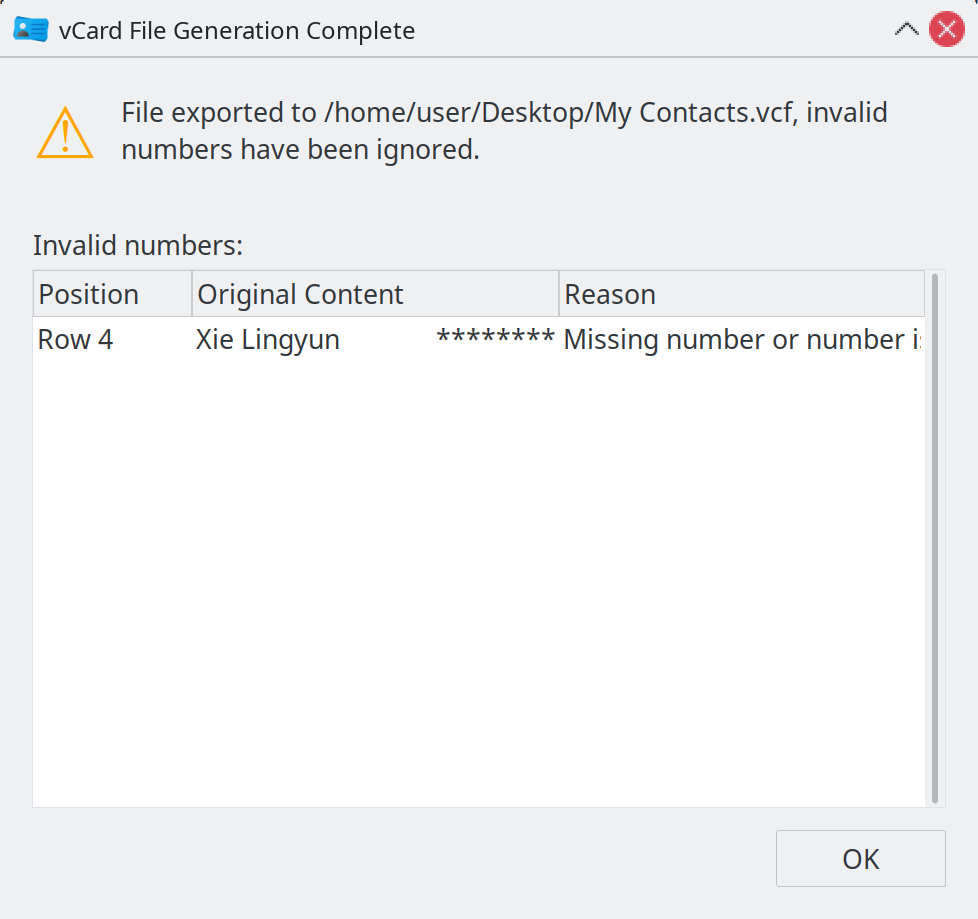 vCard File Generation Complete
File exported to /home/user/Desktop/My Contacts.vcf, invalid
numbers have been ignored.
Invalid numbers:
Position Original Content Reason
Row 4 Xie Lingyun ******** Missing number or number
OK